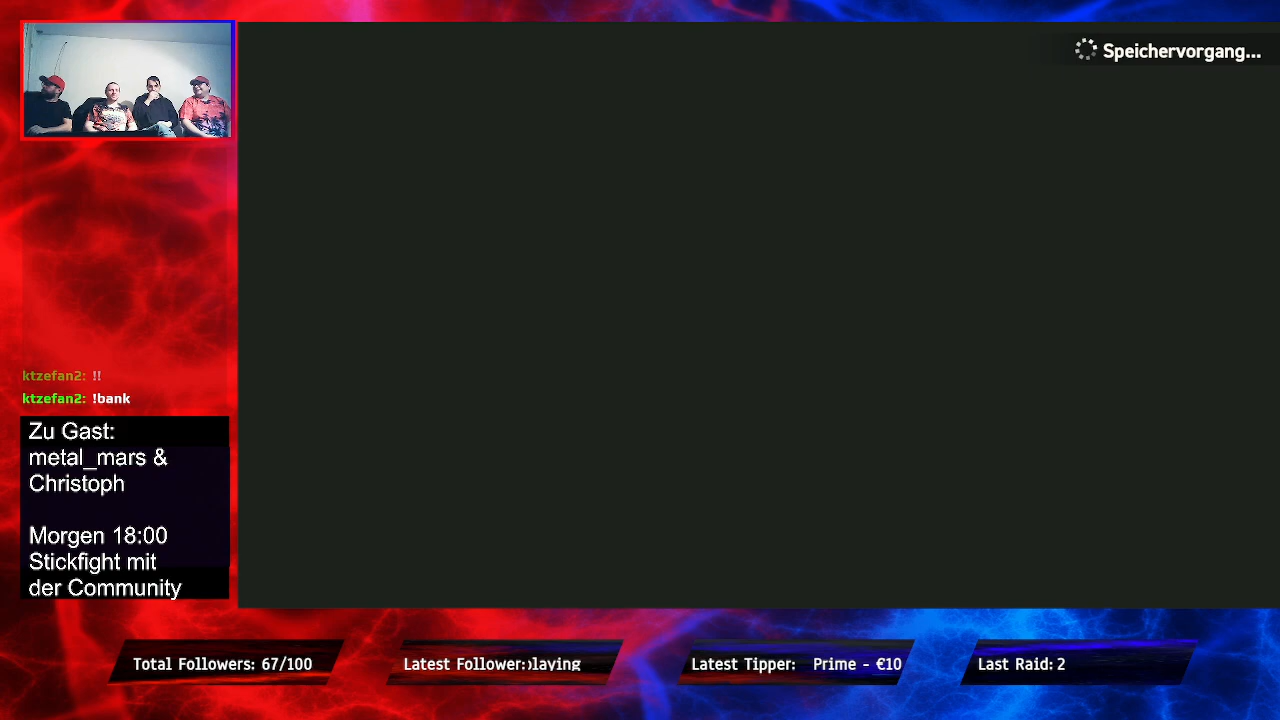 Speichervorgang...
ktzefan2: !!
ktzefan2: !bank
Zu Gast:
metal_mars &
Christoph
Morgen 18:00
Stickfight mit
der Community
Total Followers: 67/100
Latest Follower: laying
Latest Tipper: Prime - €10
Last Raid: 2